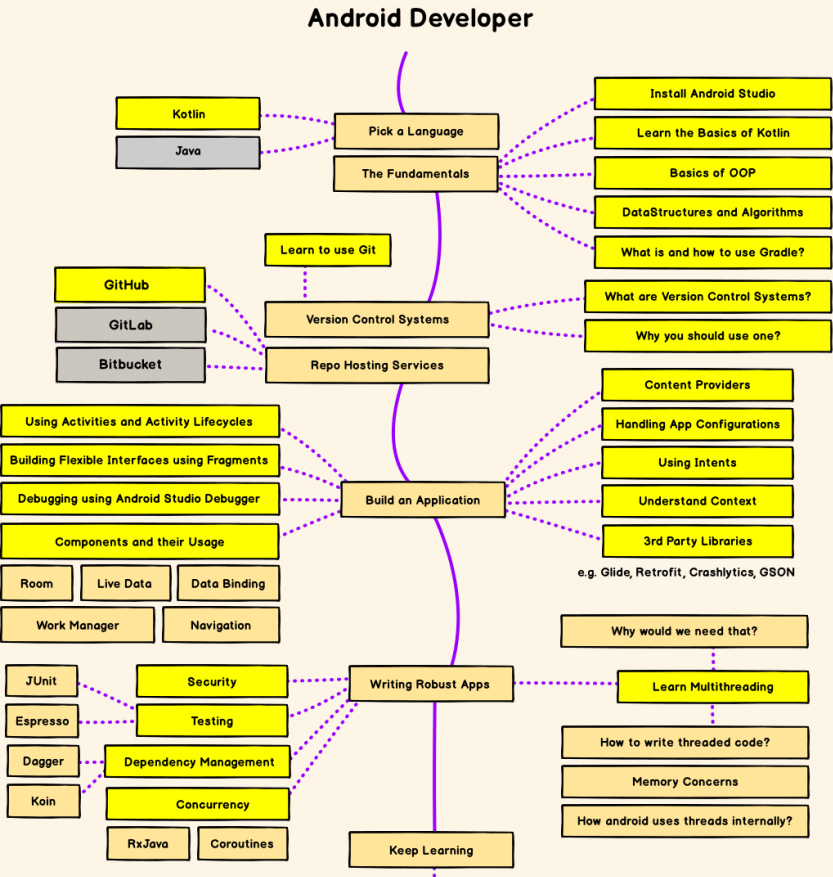 Android Developer
Kotlin
Java
Pick a Language
The Fundamentals
Install Android Studio
Learn the Basics of Kotlin
Basics of OOP
DataStructures and Algorithms
What is and how to use Gradle?
Learn to use Git
GitHub
GitLab
Bitbucket
Version Control Systems
Repo Hosting Services
What are Version Control Systems?
Why you should use one?
Using Activities and Activity Lifecycles
Building Flexible Interfaces using Fragments
Debugging using Android Studio Debugger
Components and their Usage
Room
Live Data
Data Binding
Work Manager
Navigation
Build an Application
Content Providers
Handling App Configurations
Using Intents
Understand Context
3rd Party Libraries
e.g. Glide, Retrofit, Crashlytics, GSON
JUnit
Espresso
Dagger
Koin
Security
Testing
Dependency Management
Concurrency
RxJava
Coroutines
Writing Robust Apps
Why would we need that?
Learn Multithreading
How to write threaded code?
Memory Concerns
How android uses threads internally?
Keep Learning